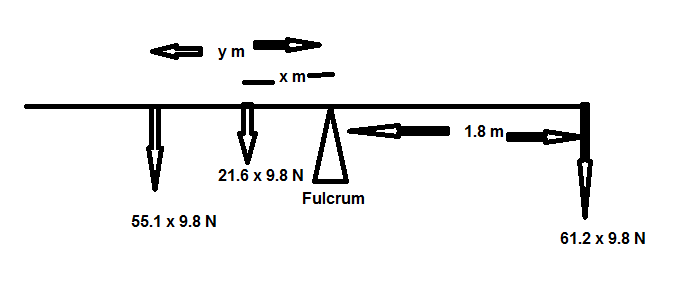 y m
x m
1.8 m
21.6 x 9.8 N
Fulcrum
55.1 x 9.8 N
61.2 x 9.8 N